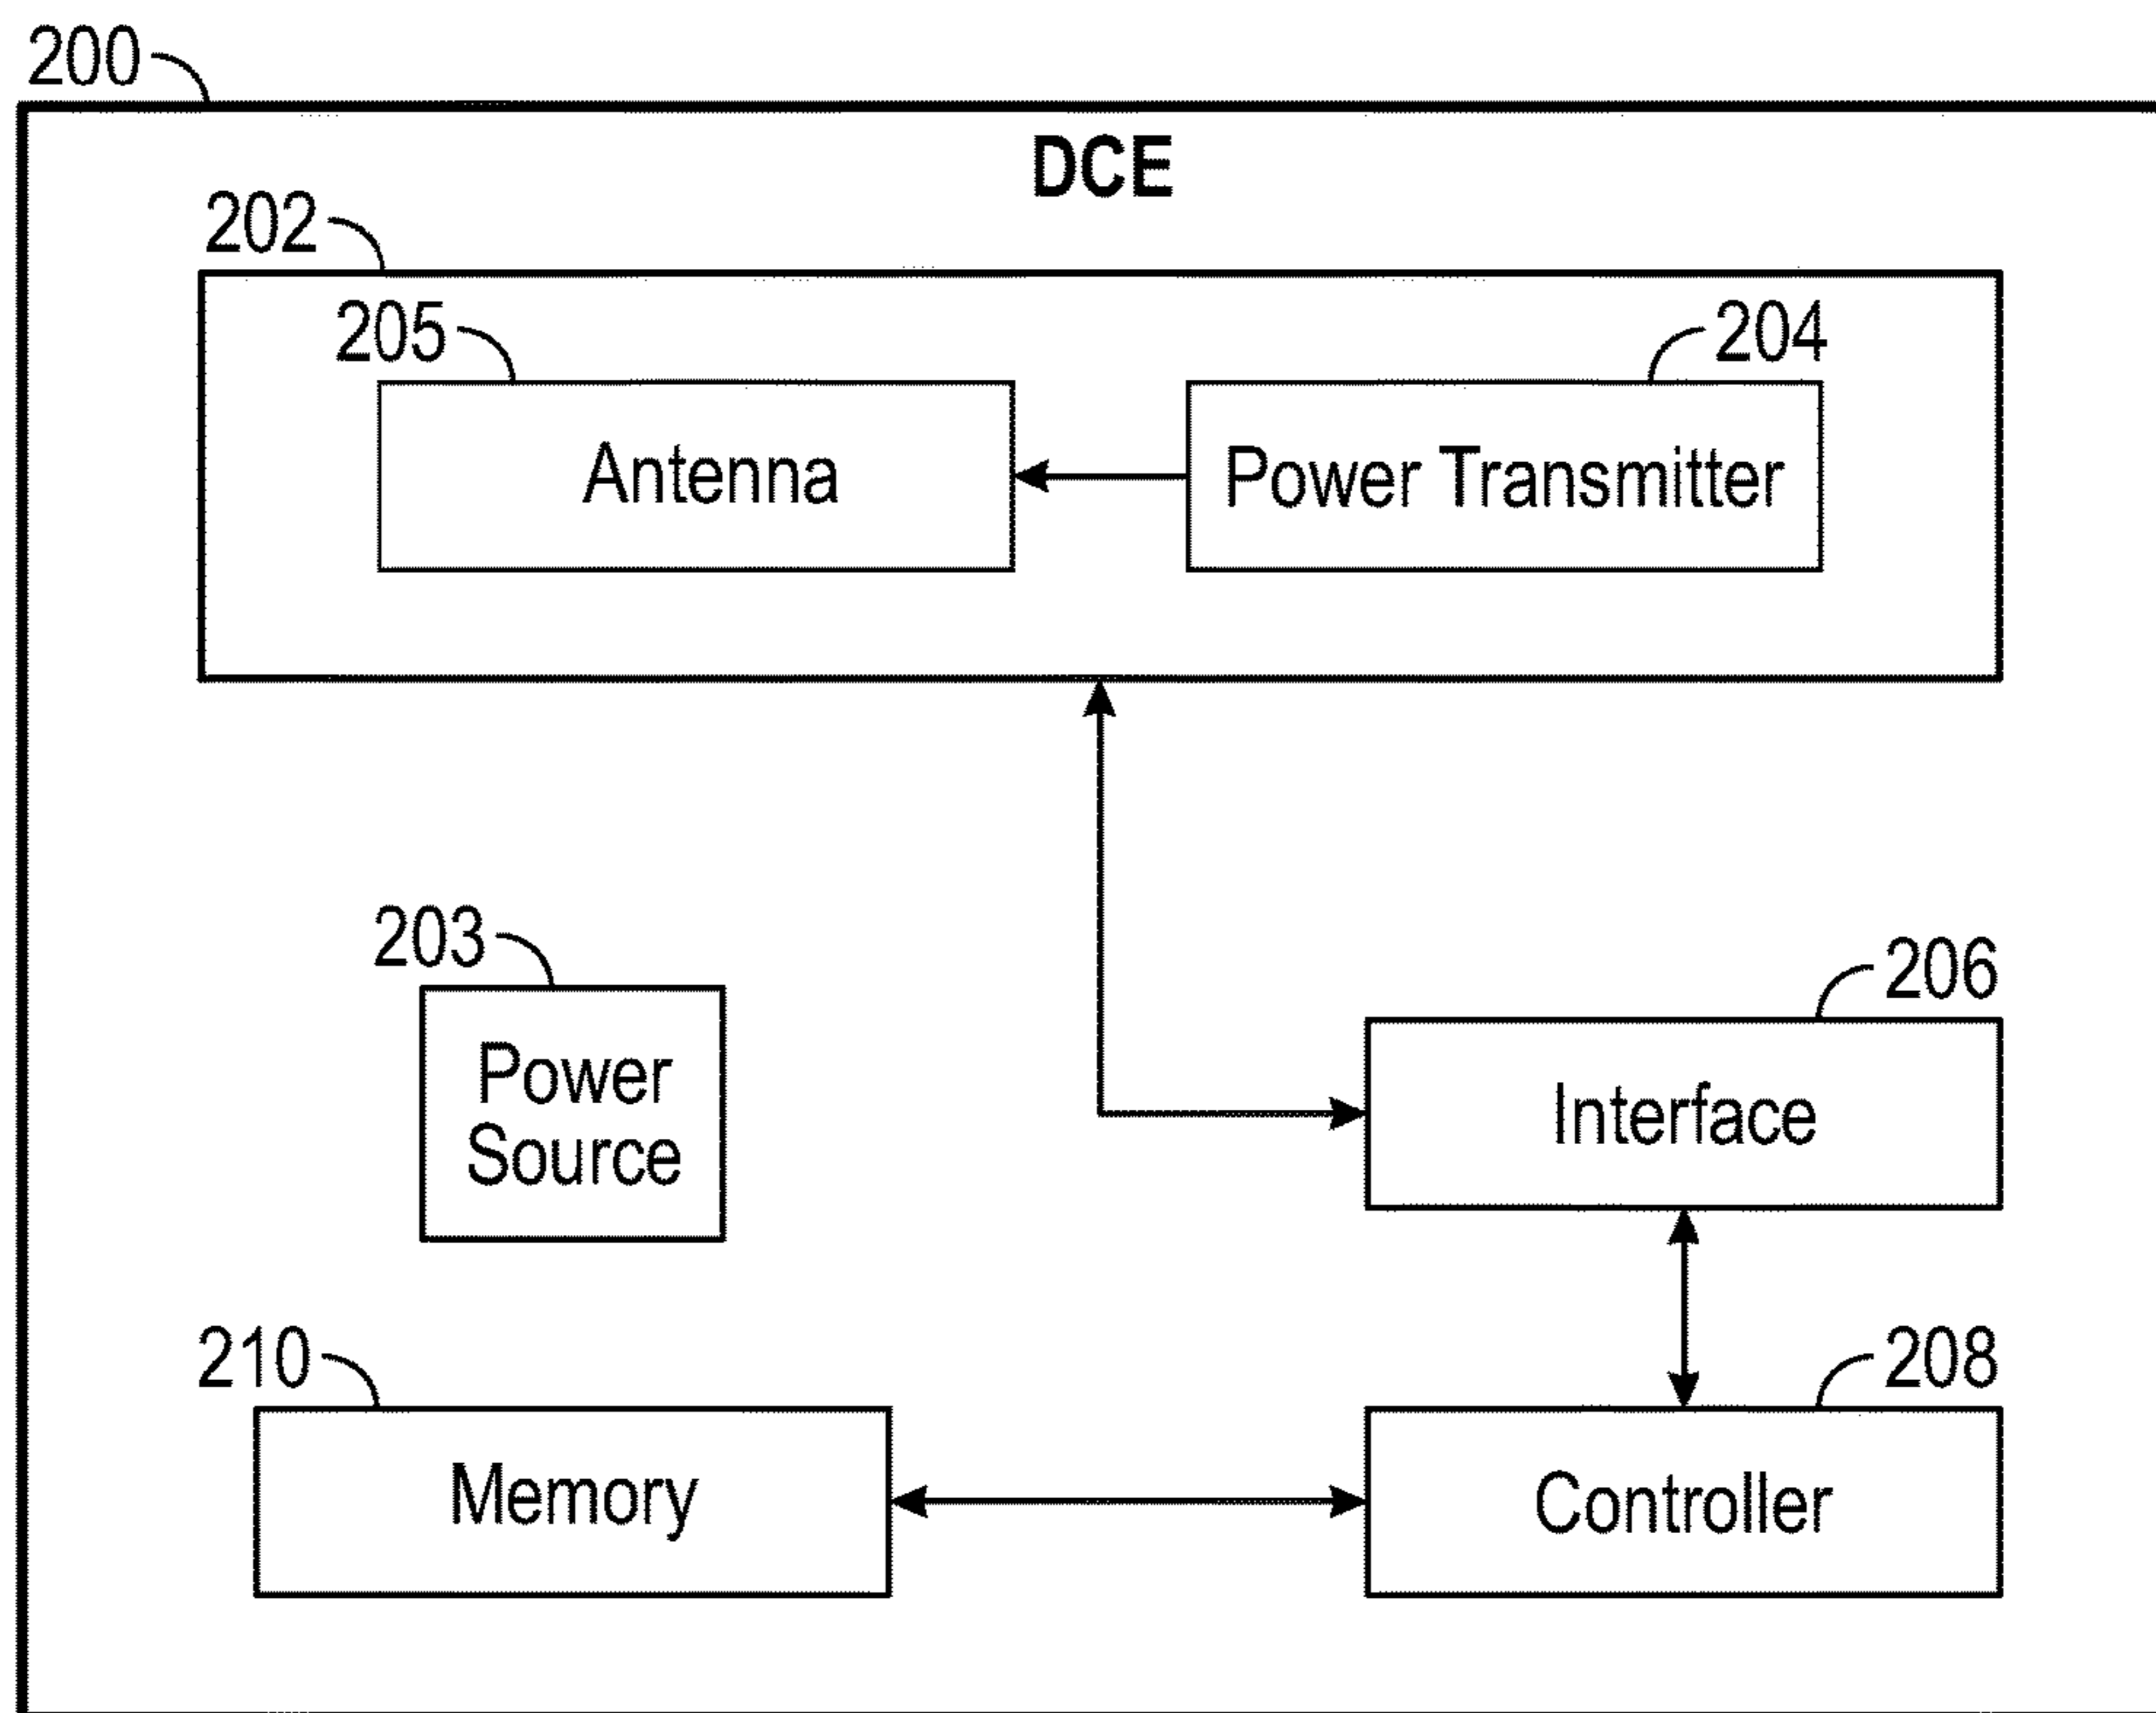 200
DCE
202
205
204
Antenna
Power Transmitter
203
206
Power
Source
Interface
210
208
Memory
Controller